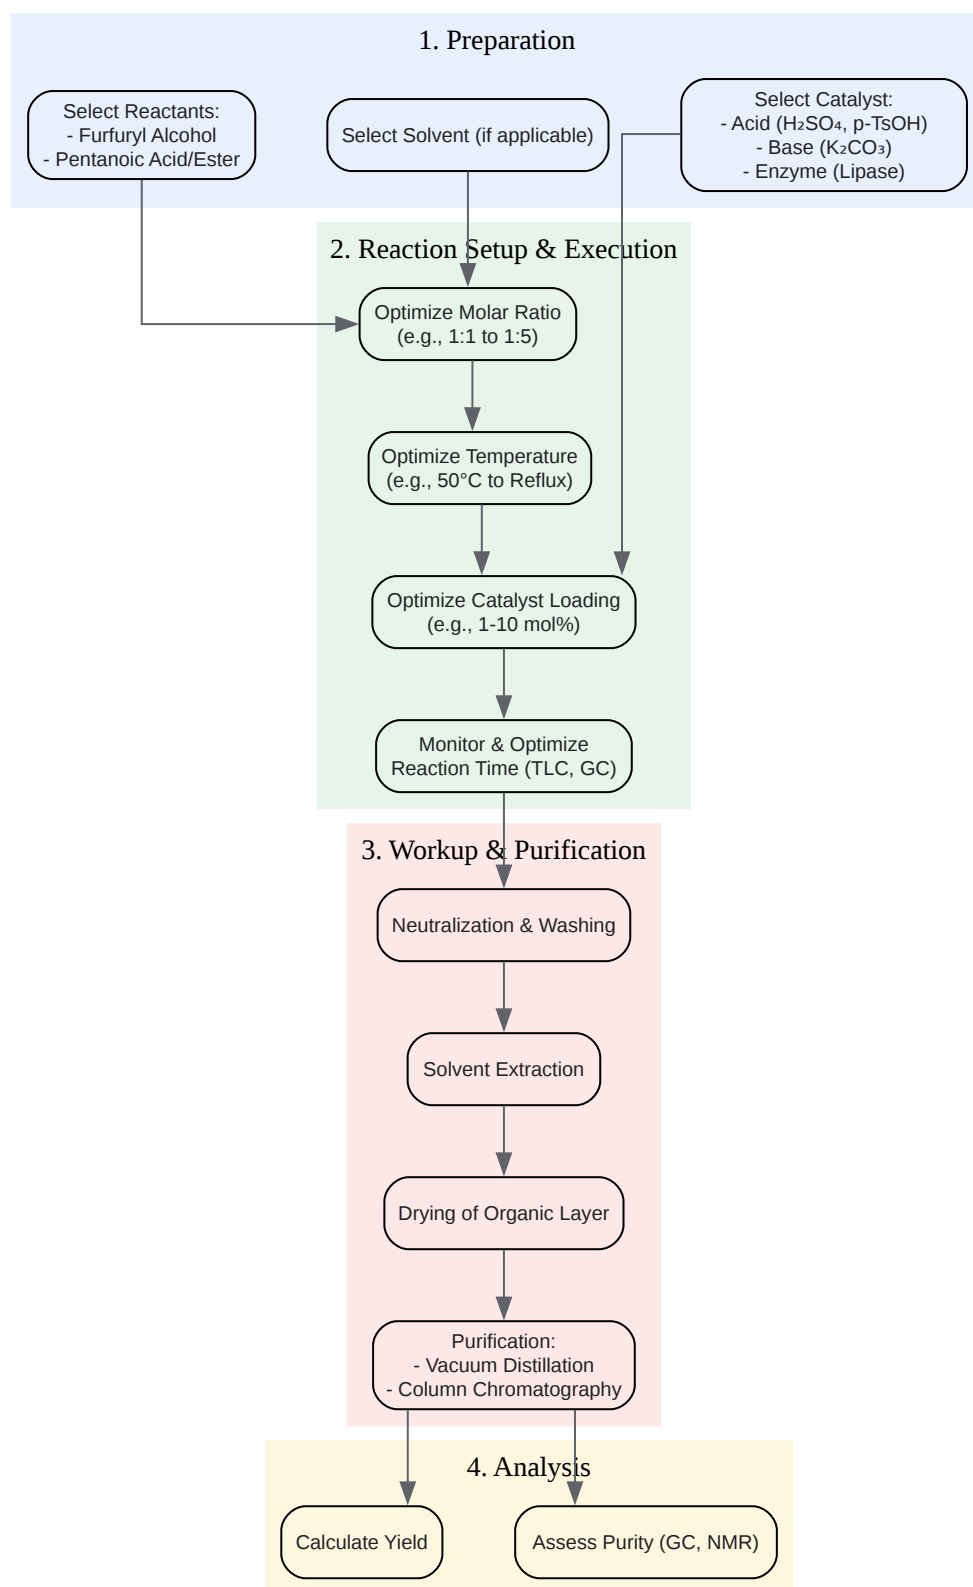 1. Preparation
Select Reactants:
- Furfuryl Alcohol
- Pentanoic Acid/Ester
Select Solvent (if applicable)
Select Catalyst:
- Acid (H₂SO₄, p-TsOH)
- Base (K₂CO₃)
- Enzyme (Lipase)
2. Reaction Setup & Execution
Optimize Molar Ratio
(e.g., 1:1 to 1:5)
Optimize Temperature
(e.g., 50°C to Reflux)
Optimize Catalyst Loading
(e.g., 1-10 mol%)
Monitor & Optimize
Reaction Time (TLC, GC)
3. Workup & Purification
Neutralization & Washing
Solvent Extraction
Drying of Organic Layer
Purification:
- Vacuum Distillation
- Column Chromatography
4. Analysis
Calculate Yield
Assess Purity (GC, NMR)